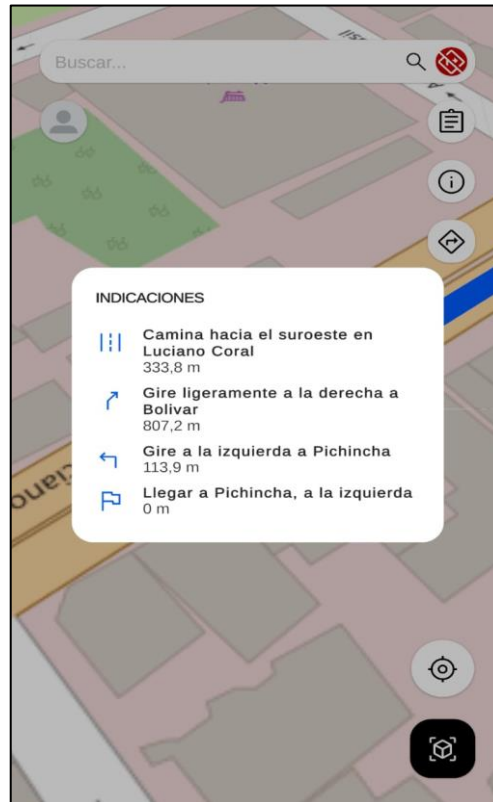 Buscar...
INDICACIONES
Camina hacia el suroeste en
Luciano Coral
333,8 m
Gire ligeramente a la derecha a
Bolivar
807,2 m
Gire a la izquierda a Pichincha
113,9 m
Llegar a Pichincha, a la izquierda
0 m